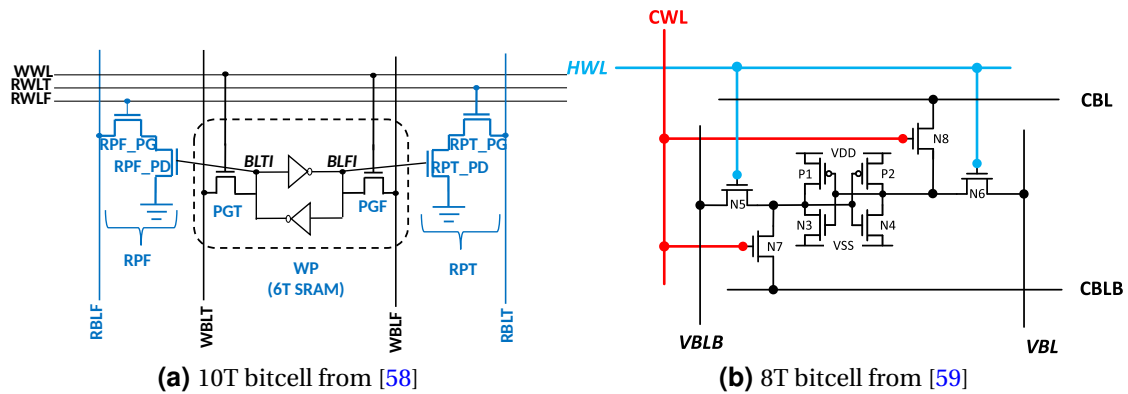 CWL
WWL
RWLT
RWLF
HWL
CBL
RPF_PG
RPF_PD
BLTI
BLFI
RPT_PG
RPT_PD
PGT
PGF
RPF
WP
(6T SRAM)
RPT
RBLF
WBLT
WBLF
RBLT
N8
VDD
P1
P2
N5
N6
N3
N4
VSS
N7
CBLB
VBLB
VBL
(a) 10T bitcell from [58]
(b) 8T bitcell from [59]